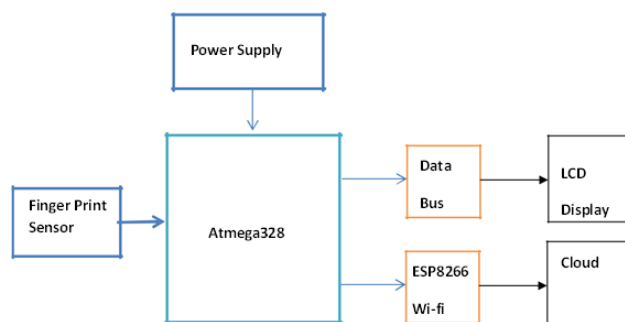 Power Supply
Finger Print
Sensor
Atmega328
Data
Bus
LCD
Display
ESP8266
Wi-fi
Cloud